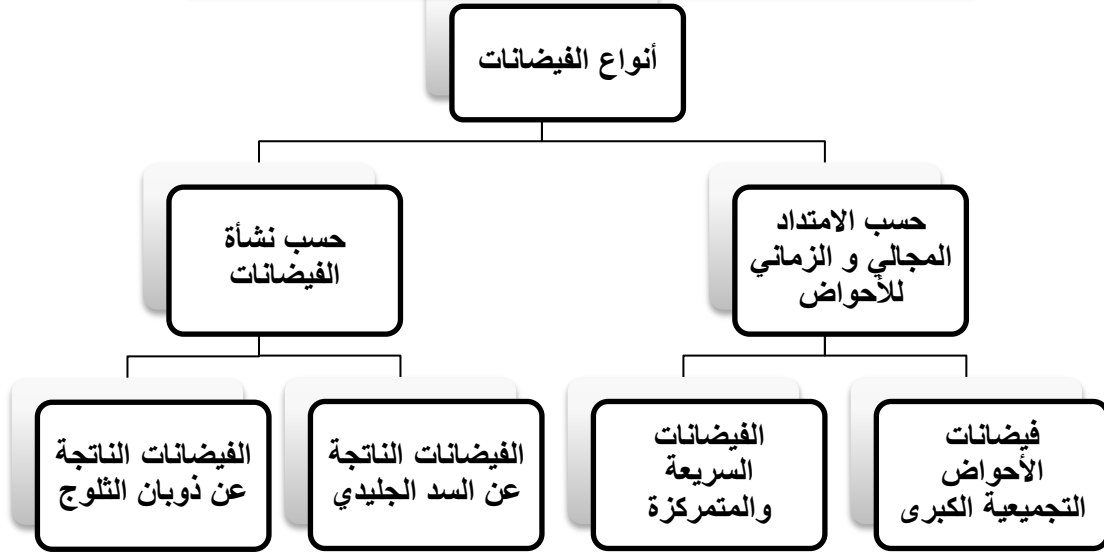 أنواع الفيضانات
حسب الامتداد
المجالي و الزماني
للأحواض
حسب نشأة
الفيضانات
فيضانات
الأحواض
التجميعية الكبرى
الفيضانات
السريعة
والمتمركزة
الفيضانات الناتجة
عن السد الجليدي
الفيضانات الناتجة
عن ذوبان الثلوج